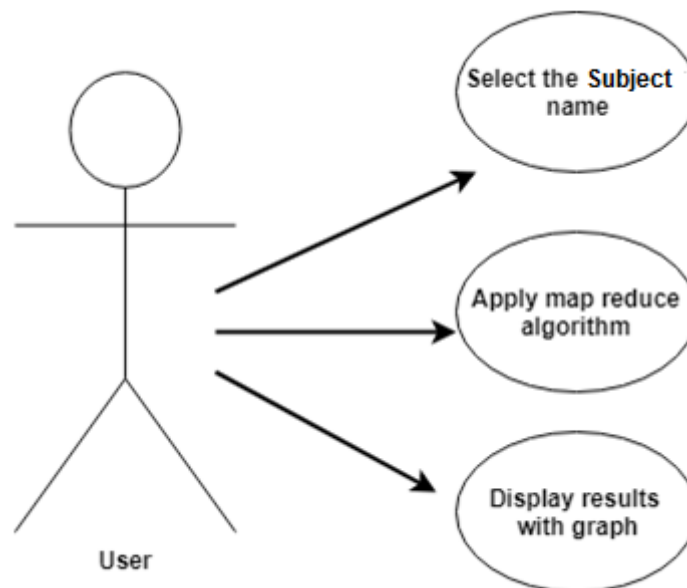 Select the Subject
name
Apply map reduce
algorithm
Display results
with graph
User